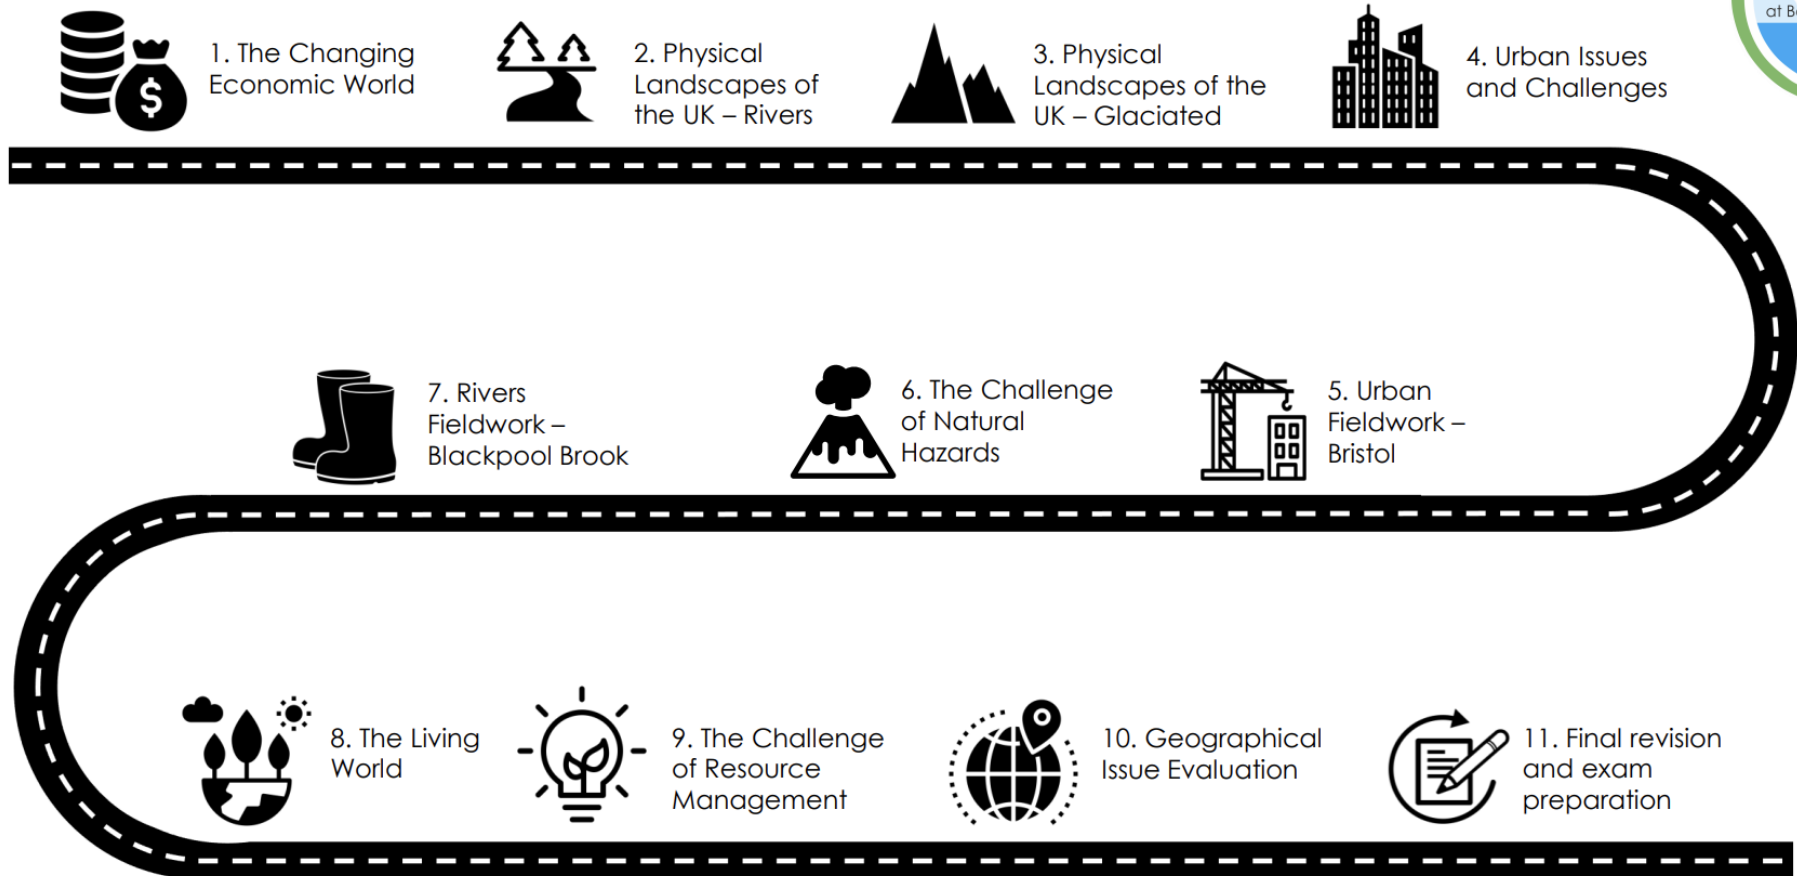 at B
1. The Changing
Economic World
2. Physical
Landscapes of
the UK – Rivers
3. Physical
Landscapes of the
UK – Glaciated
4. Urban Issues
and Challenges
$
5. Urban
Fieldwork –
Bristol
6. The Challenge
of Natural
Hazards
7. Rivers
Fieldwork –
Blackpool Brook
8. The Living
World
9. The Challenge
of Resource
Management
10. Geographical
Issue Evaluation
11. Final revision
and exam
preparation